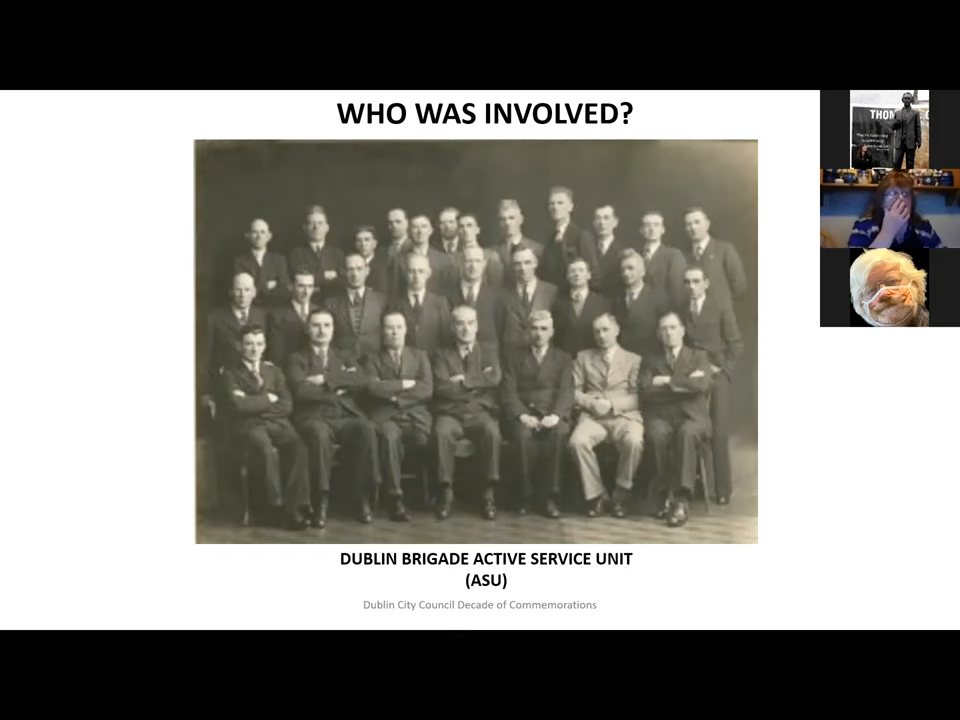 WHO WAS INVOLVED?
DUBLIN BRIGADE ACTIVE SERVICE UNIT
(ASU)
Dublin City Council Decade of Commemorations